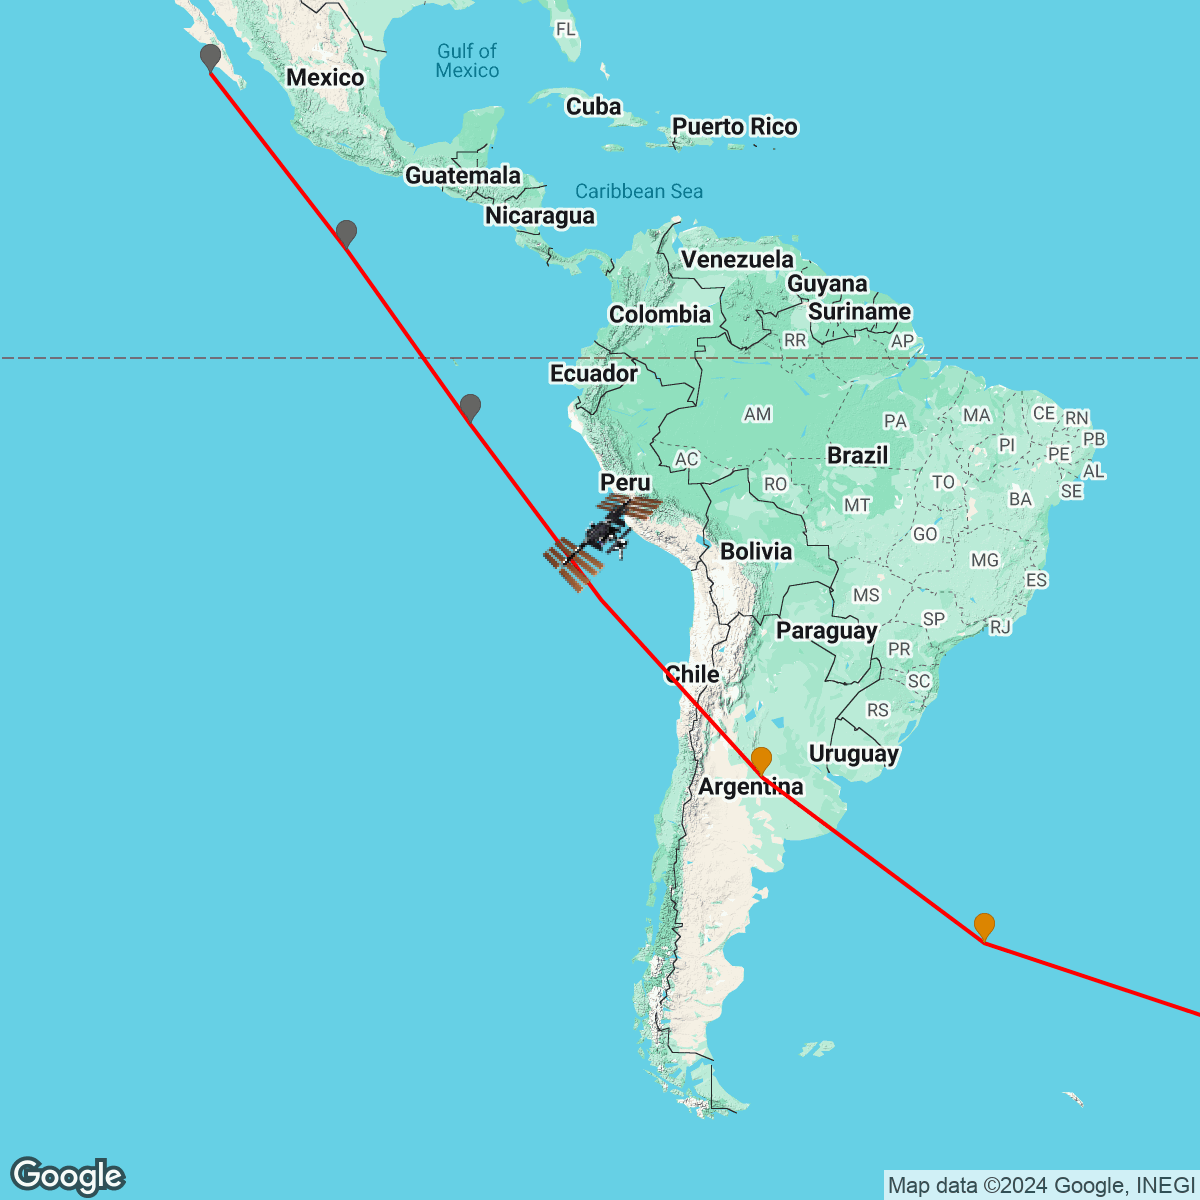 FL
Gulf of
Mexico
Mexico
Cuba
Puerto Rico
Guatemala
Caribbean Sea
Nicaragua
Venezuela
Guyana
Colombia
Suriname
RR
AP
Ecuador
AM
PA
MA
CE
RN
PB
PI
PE
AL
AC
Brazil
Peru
RO
TO
SE
MT
BA
GO
Bolivia
MG
ES
MS
SP
RJ
Paraguay
PR
Chile
SC
RS
Uruguay
Argentina
Google
Map data ©2024 Google, INEGI